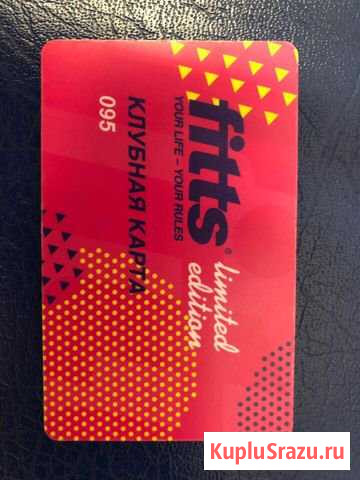 fitts®
YOUR LIFE – YOUR RULES
limited
edition
КЛУБНАЯ КАРТА
095
KupluSrazu.ru